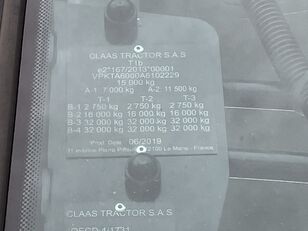 CLAAS TRACTOR S.A.S
T1b
e2*167/2013*00001
VPKTA6000A6102229
15 000 kg
A-1: 7 000 kg A-2: 11 500 kg
T-1 T-2 T-3
B-1 2 750 kg 2 750 kg 2 750 kg
B-2 16 000 kg 16 000 kg 16 000 kg
B-3 32 000 kg 32 000 kg 32 000 kg
B-4 32 000 kg 32 000 kg 32 000 kg
Prod Date 06/2019
Le Mans - France
CLAAS TRACTOR S.A.S